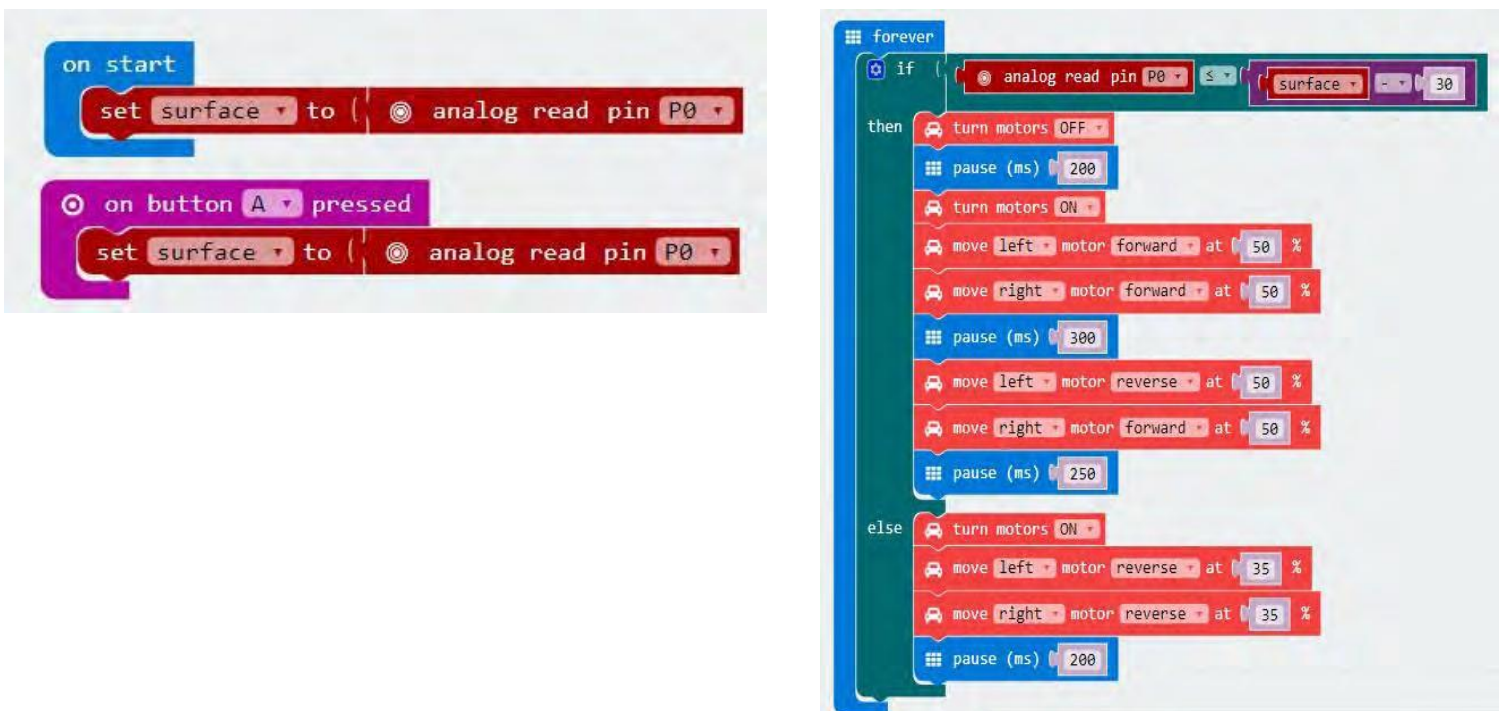 on start
set surface to analog read pin P0
on button A pressed
set surface to analog read pin P0
forever
if analog read pin P0 ≤ surface - 30
then turn motors OFF
pause (ms) 200
turn motors ON
move left motor forward at 50 %
move right motor forward at 50 %
pause (ms) 300
move left motor reverse at 50 %
move right motor forward at 50 %
pause (ms) 250
else turn motors ON
move left motor reverse at 35 %
move right motor reverse at 35 %
pause (ms) 200